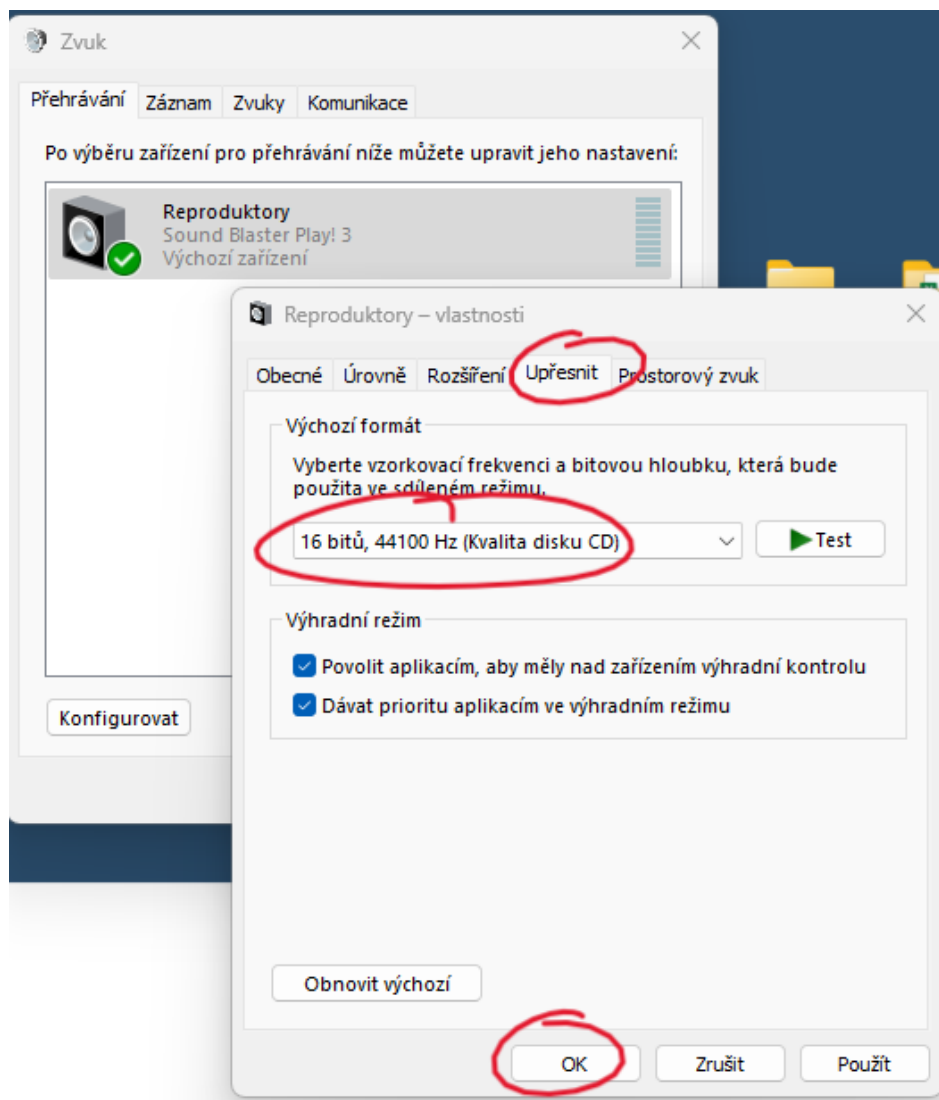 Zvuk
Přehrávání Záznam Zvuky Komunikace
Po výběru zařízení pro přehrávání níže můžete upravit jeho nastavení:
Reproduktory
Sound Blaster Play! 3
Výchozí zařízení
Konfigurovat
Reproduktory – vlastnosti
Obecné Úrovně Rozšíření Upřesnit Prostorový zvuk
Výchozí formát
Vyberte vzorkovací frekvenci a bitovou hloubku, která bude
použita ve sdíleném režimu.
16 bitů, 44100 Hz (Kvalita disku CD)
Test
Výhradní režim
Povolit aplikacím, aby měly nad zařízením výhradní kontrolu
Dávat prioritu aplikacím ve výhradním režimu
Obnovit výchozí
OK Zrušit Použít